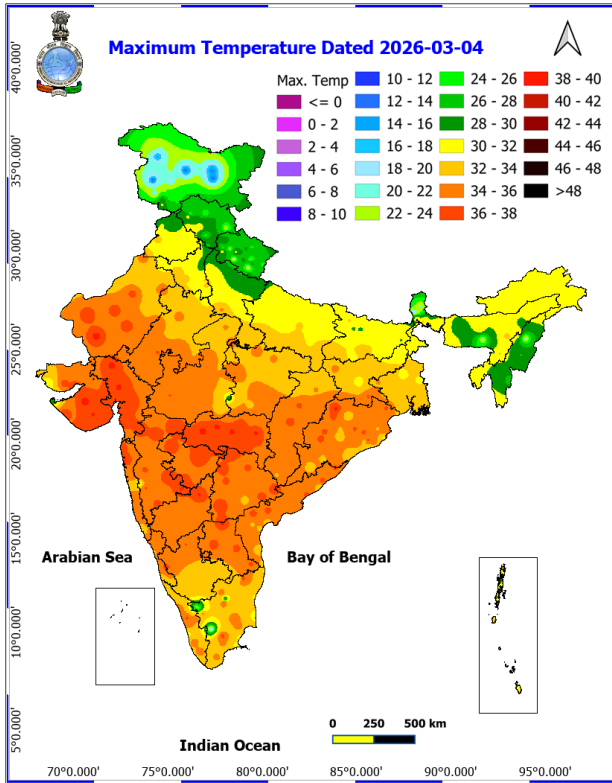 Maximum Temperature Dated 2026-03-04
Max. Temp
<= 0
0 - 2
2 - 4
4 - 6
6 - 8
8 - 10
10 - 12
12 - 14
14 - 16
16 - 18
18 - 20
20 - 22
22 - 24
24 - 26
26 - 28
28 - 30
30 - 32
32 - 34
34 - 36
36 - 38
38 - 40
40 - 42
42 - 44
44 - 46
46 - 48
>48
40°0.000'
35°0.000'
30°0.000'
25°0.000'
20°0.000'
15°0.000'
10°0.000'
5°0.000'
Arabian Sea
Bay of Bengal
Indian Ocean
0 250 500 km
70°0.000' 75°0.000' 80°0.000' 85°0.000' 90°0.000' 95°0.000'